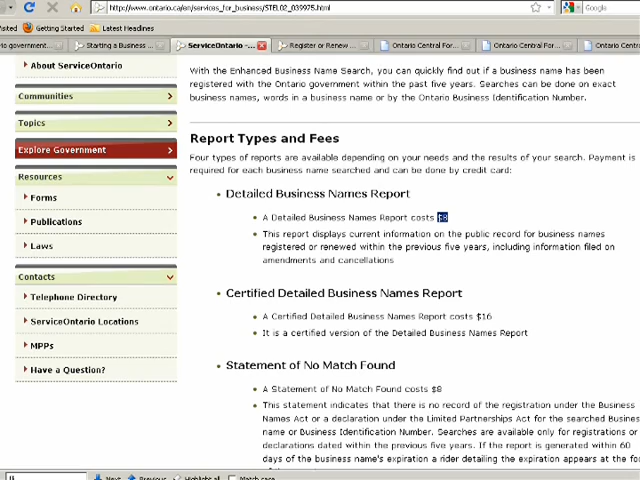 http://www.ontario.ca/en/services_for_business/STEL02_039975.html
Google
Visited
Getting Started
Latest Headlines
io government...
Starting a Business ...
ServiceOntario -...
Register or Renew ...
Ontario Central For...
Ontario Central For...
Ontario Centra
About ServiceOntario
Communities
Topics
Explore Government
Resources
Forms
Publications
Laws
Contacts
Telephone Directory
ServiceOntario Locations
MPPs
Have a Question?
With the Enhanced Business Name Search, you can quickly find out if a business name has been
registered with the Ontario government within the past five years. Searches can be done on exact
business names, words in a business name or by the Ontario Business Identification Number.
Report Types and Fees
Four types of reports are available depending on your needs and the results of your search. Payment is
required for each business name searched and can be done by credit card:
Detailed Business Names Report
A Detailed Business Names Report costs $8
This report displays current information on the public record for business names
registered or renewed within the previous five years, including information filed on
amendments and cancellations
Certified Detailed Business Names Report
A Certified Detailed Business Names Report costs $16
It is a certified version of the Detailed Business Names Report
Statement of No Match Found
A Statement of No Match Found costs $8
This statement indicates that there is no record of the registration under the Business
Names Act or a declaration under the Limited Partnerships Act for the searched Business
name or Business Identification Number. Searches are available only for registrations or
declarations dated within the previous five years. If the report is generated within 60
days of the business name's expiration a rider detailing the expiration appears at the foo
Next Previous Highlight all Match case